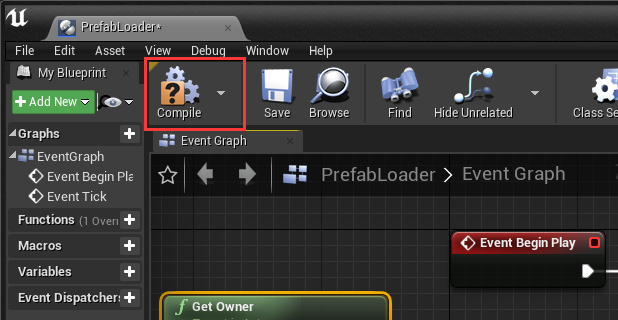 PrefabLoader*
File Edit Asset View Debug Window Help
My Blueprint
Add New
Compile Save Browse Find Hide Unrelated Class Se
Graphs
EventGraph
Event Begin Pla
Event Tick
Functions (1 Overr
Macros
Variables
Event Dispatchers
Event Graph
PrefabLoader > Event Graph
Event Begin Play
f Get Owner